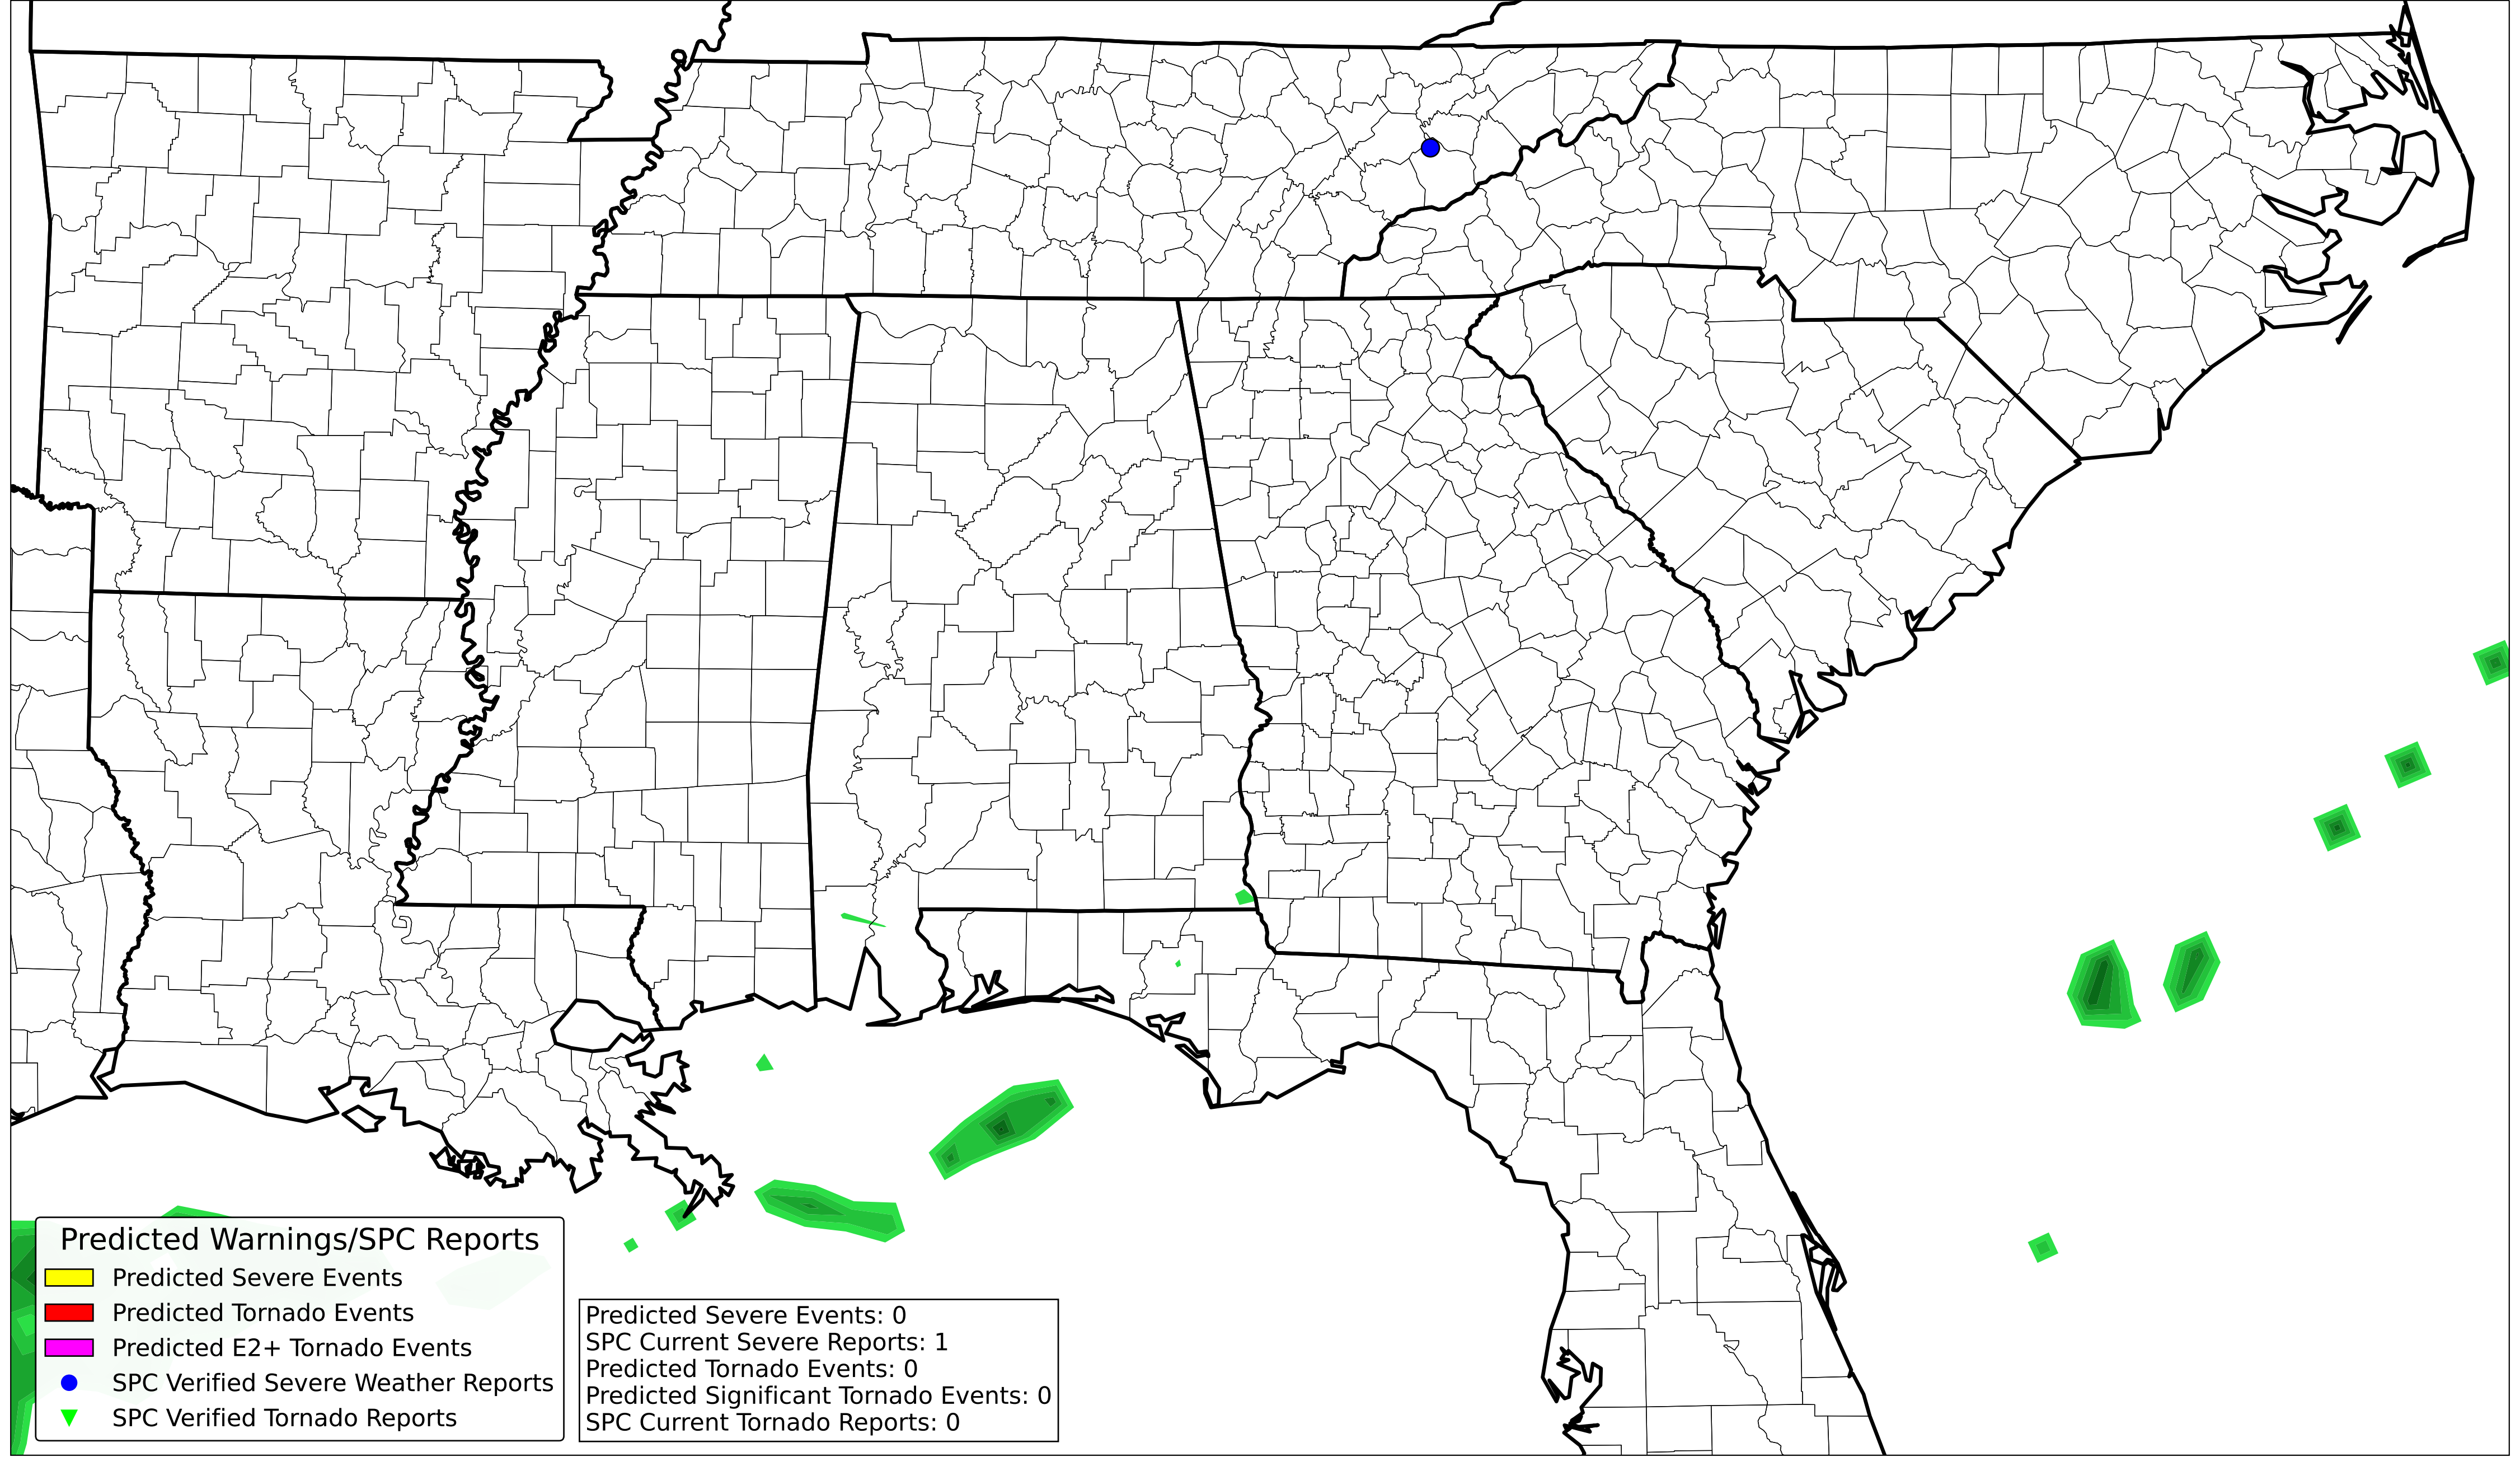 Predicted Warnings/SPC Reports
Predicted Severe Events
Predicted Tornado Events
Predicted E2+ Tornado Events
SPC Verified Severe Weather Reports
SPC Verified Tornado Reports
Predicted Severe Events: 0
SPC Current Severe Reports: 1
Predicted Tornado Events: 0
Predicted Significant Tornado Events: 0
SPC Current Tornado Reports: 0